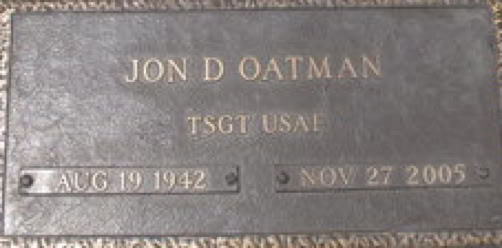 JON D OATMAN
TSGT USAF
AUG 19 1942
NOV 27 2005